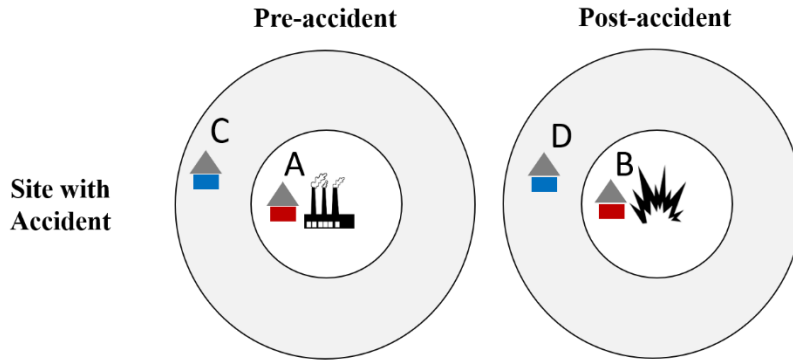 Pre-accident
Post-accident
C
D
A
B
Site with
Accident